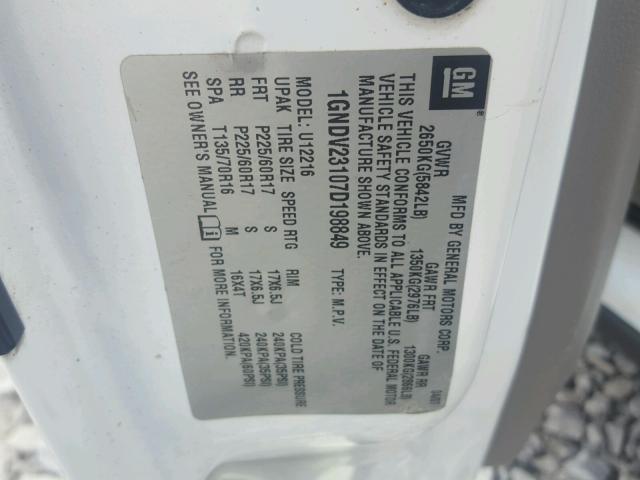 GM ®
MFD BY GENERAL MOTORS CORP. 04/07
GVWR GAWR FRT GAWR RR
2650KG(5842LB) 1350KG(2976LB) 1300KG(2866LB)
THIS VEHICLE CONFORMS TO ALL APPLICABLE U.S. FEDERAL MOTOR
VEHICLE SAFETY STANDARDS IN EFFECT ON THE DATE OF
MANUFACTURE SHOWN ABOVE.
1GNDV23107D198849 TYPE: M.P.V.
MODEL: U12216
UPAK TIRE SIZE SPEED RTG RIM COLD TIRE PRESSURE
FRT P225/60R17 S 17X6.5J 240KPA(35PSI)
RR P225/60R17 S 17X6.5J 240KPA(35PSI)
SPA T135/70R16 M 16X4T 420KPA(60PSI)
SEE OWNER'S MANUAL FOR MORE INFORMATION.